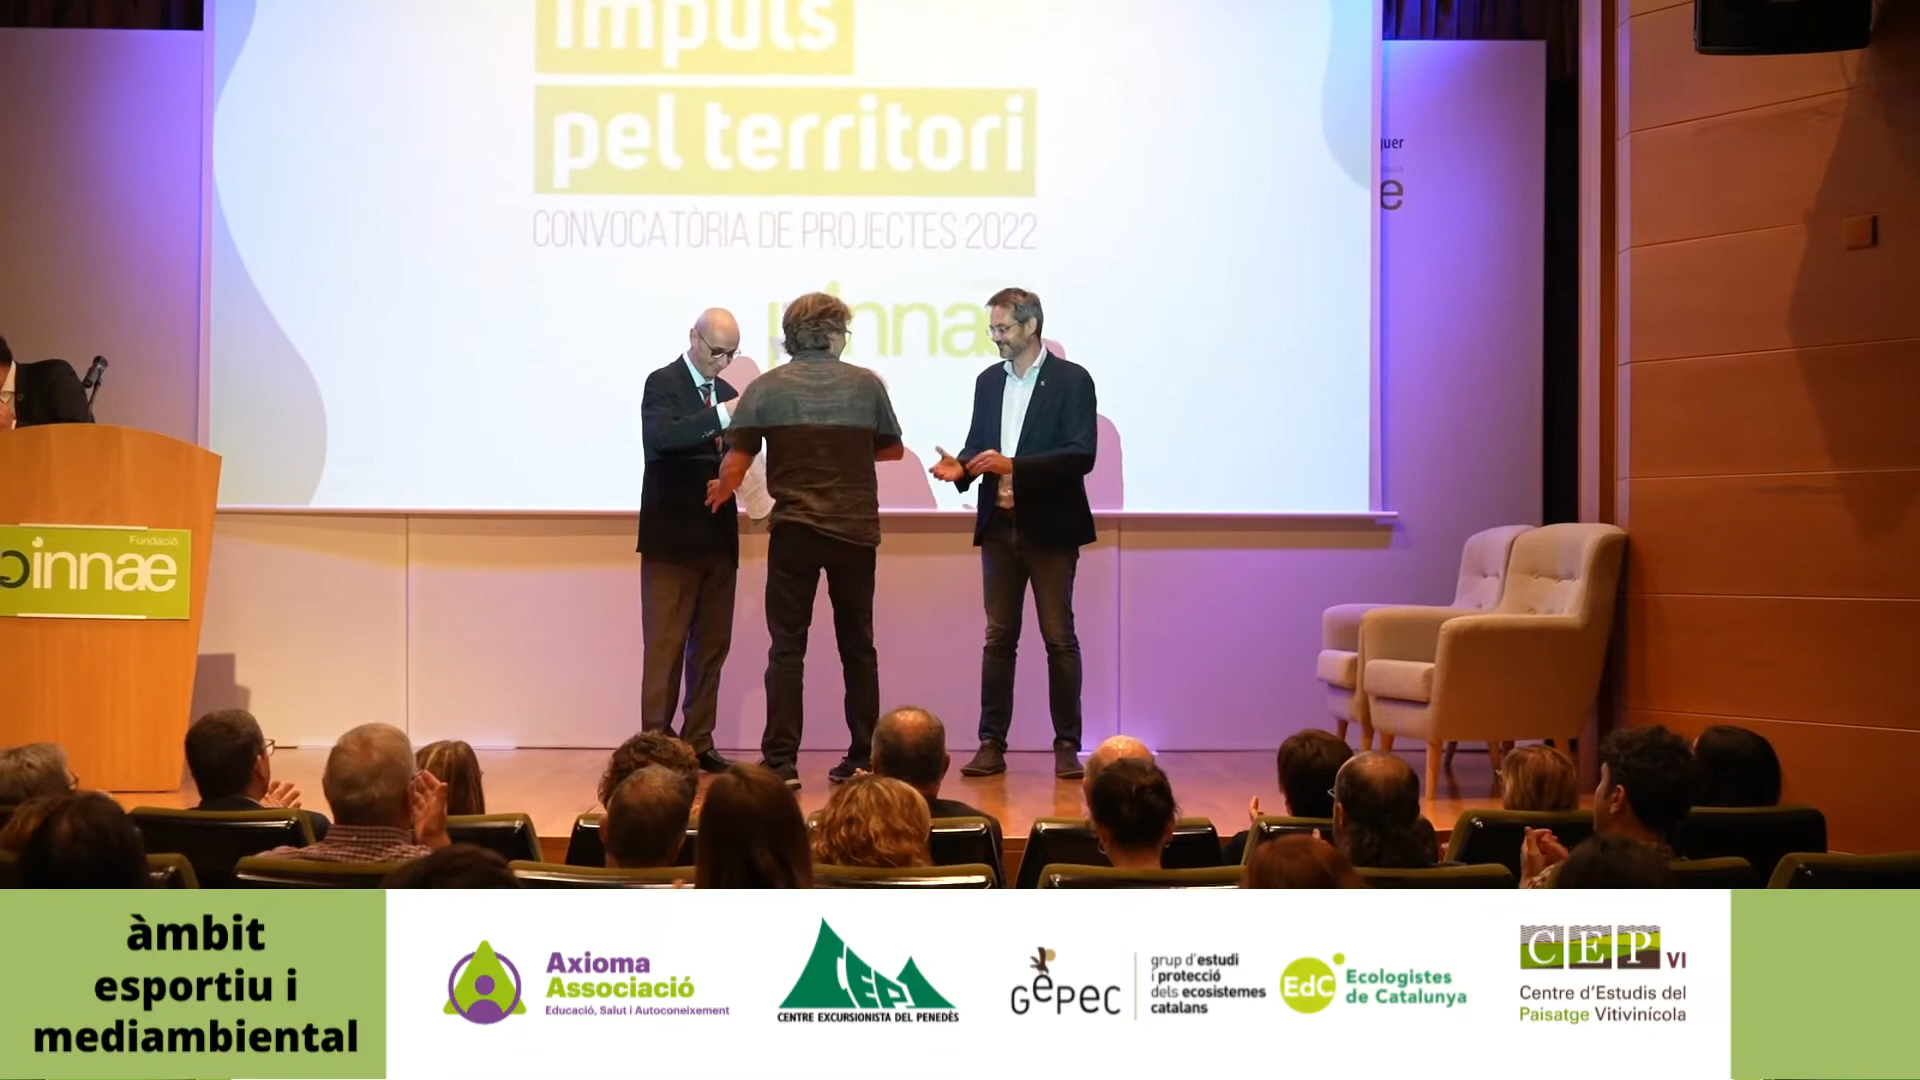 impuls
pel territori
CONVOCATÒRIA DE PROJECTES 2022
pinnae
Fundació
pinnae
àmbit
esportiu i
mediambiental
Axioma
Associació
Educació, Salut i Autoconeixement
CEP
CENTRE EXCURSIONISTA DEL PENEDÈS
GEPEC
grup d'estudi
i protecció
dels ecosistemes
catalans
EdC
Ecologistes
de Catalunya
CEP VI
Centre d'Estudis del
Paisatge Vitivinícola